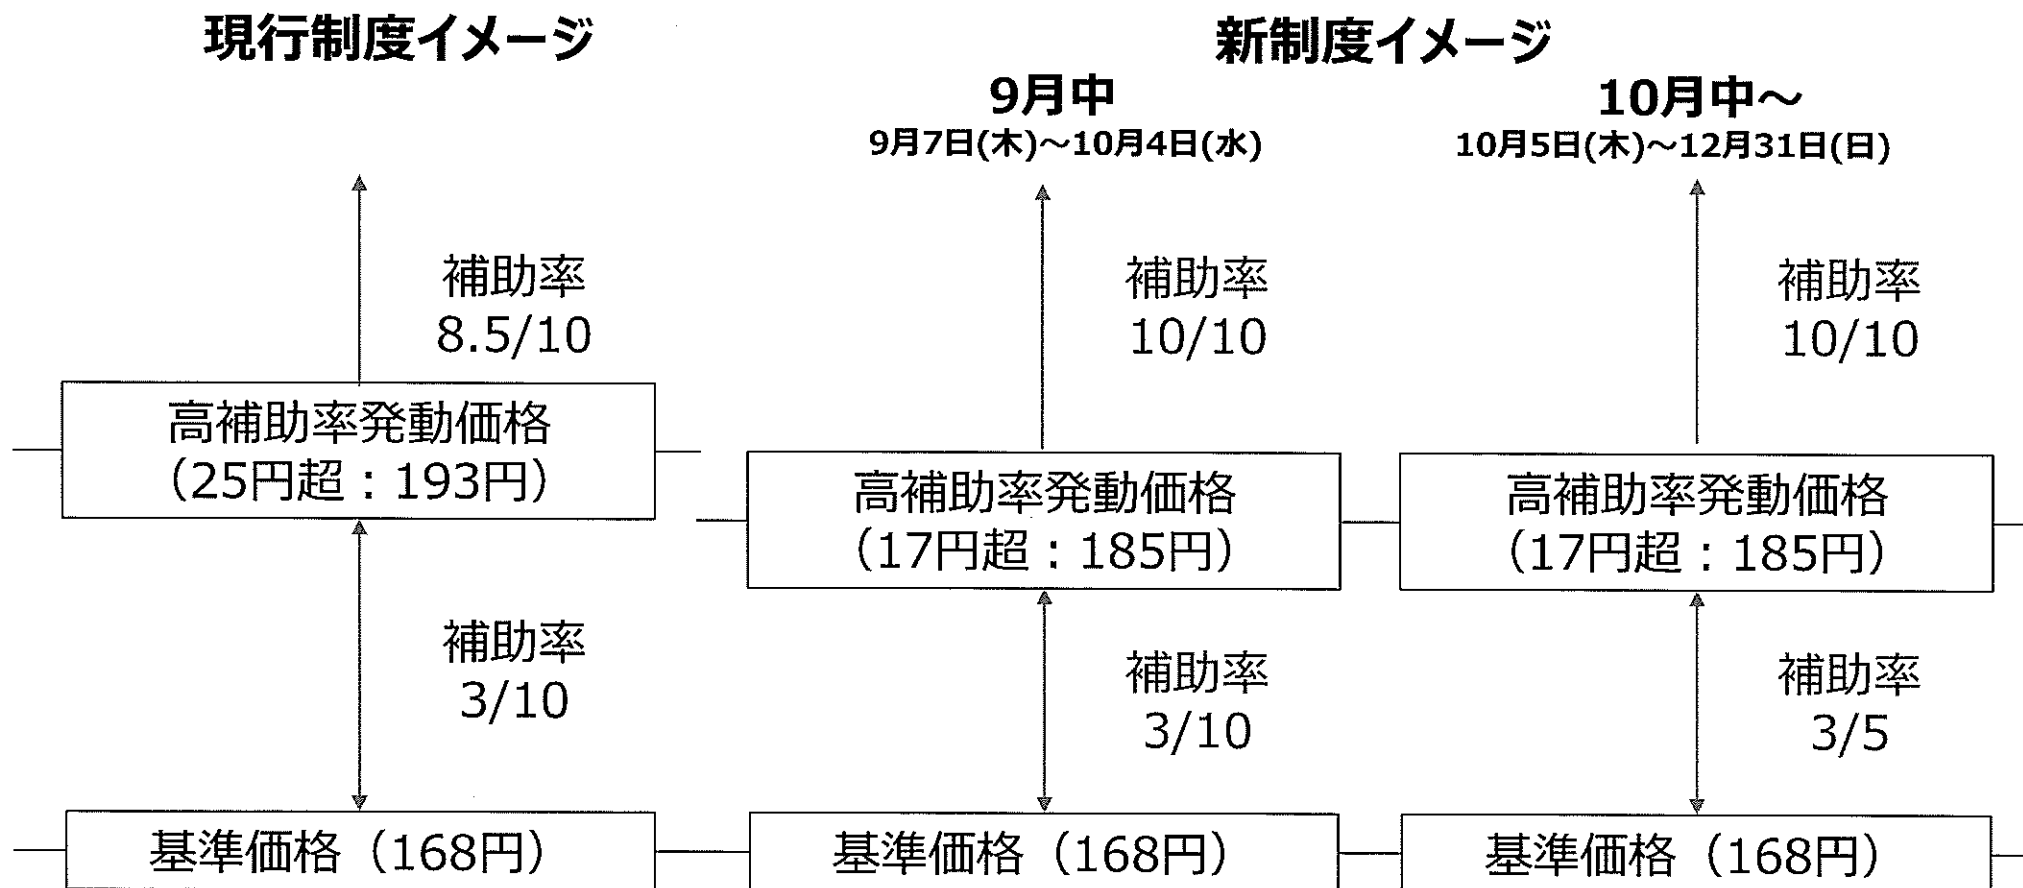 現行制度イメージ
補助率
8.5/10
高補助率発動価格
（25円超：193円）
補助率
3/10
基準価格（168円）
新制度イメージ
9月中
9月7日(木)～10月4日(水)
補助率
10/10
高補助率発動価格
（17円超：185円）
補助率
3/10
基準価格（168円）
10月中～
10月5日(木)～12月31日(日)
補助率
10/10
高補助率発動価格
（17円超：185円）
補助率
3/5
基準価格（168円）